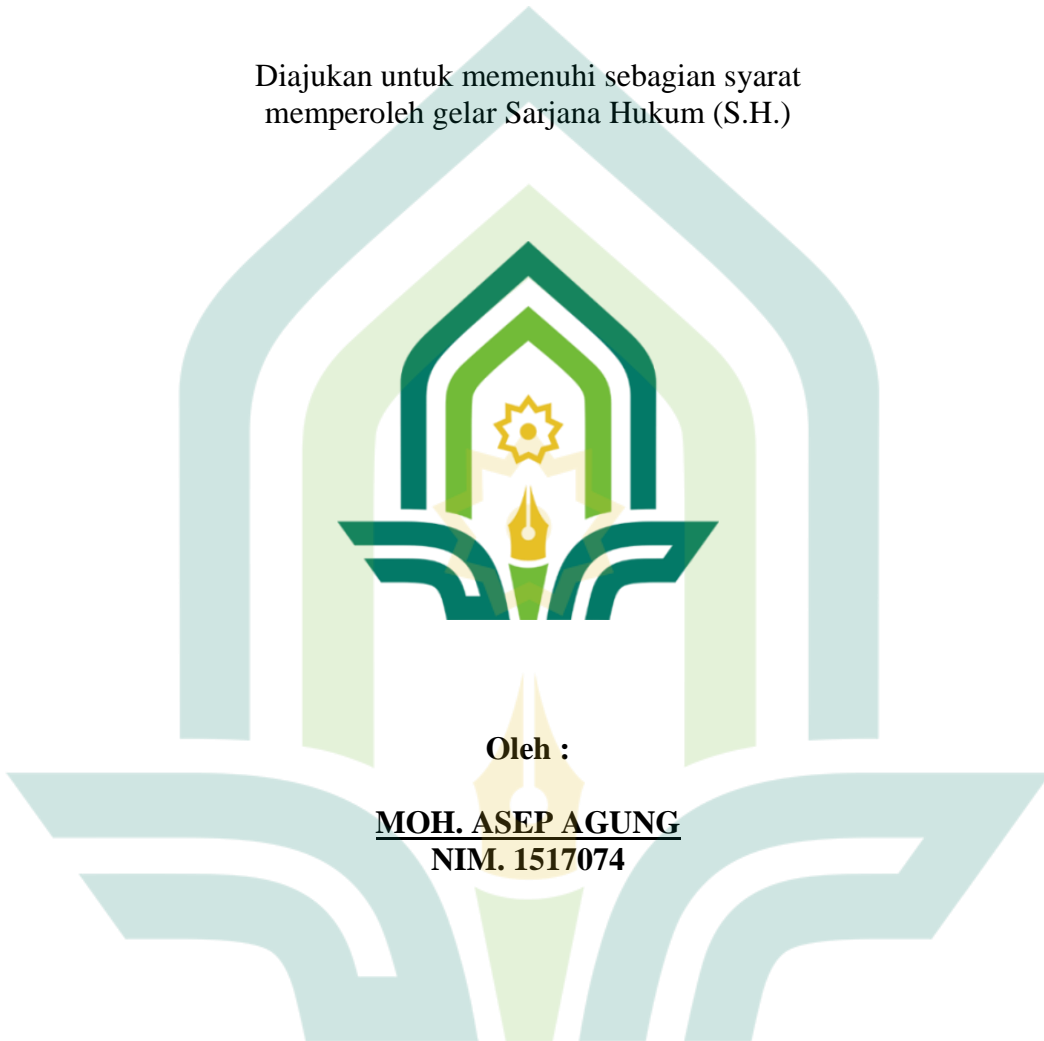 Diajukan untuk memenuhi sebagian syarat
memperoleh gelar Sarjana Hukum (S.H.)
Oleh :
MOH. ASEP AGUNG
NIM. 1517074